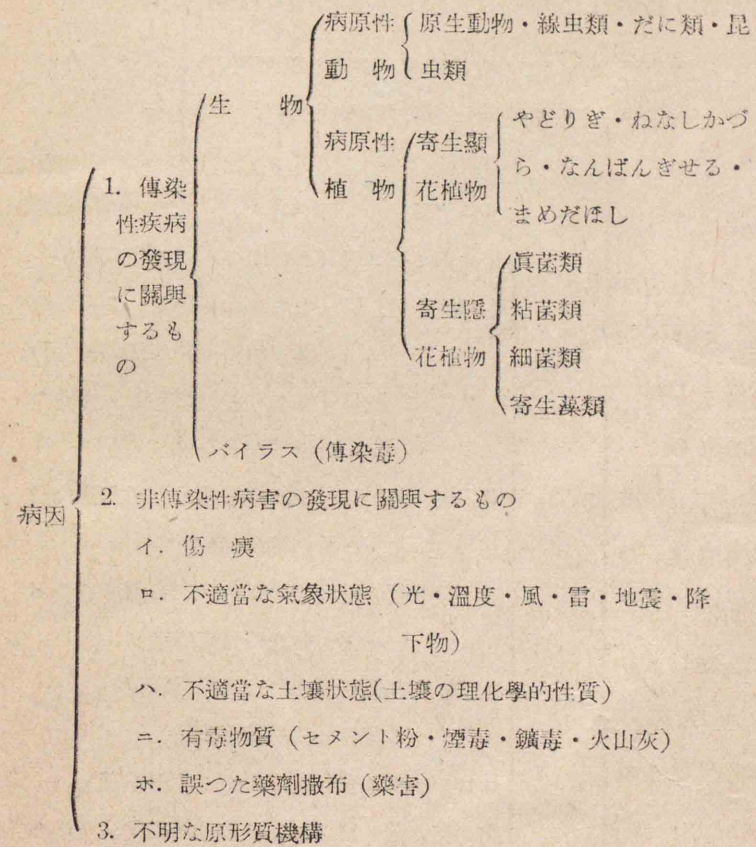 病因
1. 傳染
性疾病
の發現
に關與
するも
の
生　物
病原性
動　物
原生動物・線虫類・だに類・昆
虫類
病原性
植　物
寄生顯
花植物
やどりぎ・ねなしかづ
ら・なんばんぎせる・
まめだほし
寄生隱
花植物
眞菌類
粘菌類
細菌類
寄生藻類
バイラス（傳染毒）
2. 非傳染性病害の發現に關與するもの
イ. 傷　痍
ロ. 不適當な氣象狀態（光・溫度・風・雷・地震・降
下物）
ハ. 不適當な土壤狀態(土壤の理化學的性質）
ニ. 有毒物質（セメント粉・煙毒・鑛毒・火山灰）
ホ. 誤つた藥劑撒布（藥害）
3. 不明な原形質機構